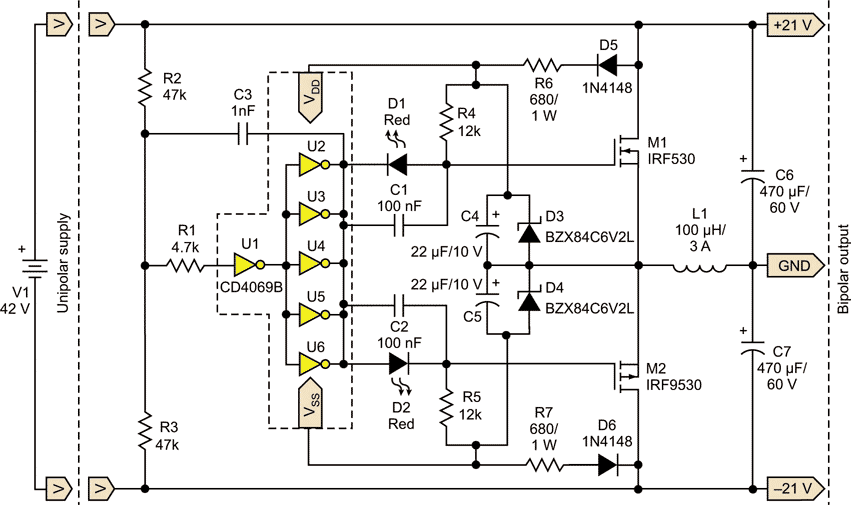 V
V
+21 V
R2
47k
C3
1nF
V_DD
D1
Red
R4
12k
R6
680/
1 W
D5
1N4148
M1
IRF530
U2
C1
100 nF
C6
470 µF/
60 V
+
+
U3
C4
+
D3
BZX84C6V2L
22 µF/10 V
L1
100 µH/
3 A
R1
4.7k
U1
CD4069B
U4
GND
+
V1
42 V
Unipolar supply
Bipolar output
22 µF/10 V
+
C5
D4
BZX84C6V2L
U5
C2
100 nF
+
C7
470 µF/
60 V
U6
M2
IRF9530
V_SS
D2
Red
R5
12k
R3
47k
R7
680/
1 W
D6
1N4148
V
V
–21 V